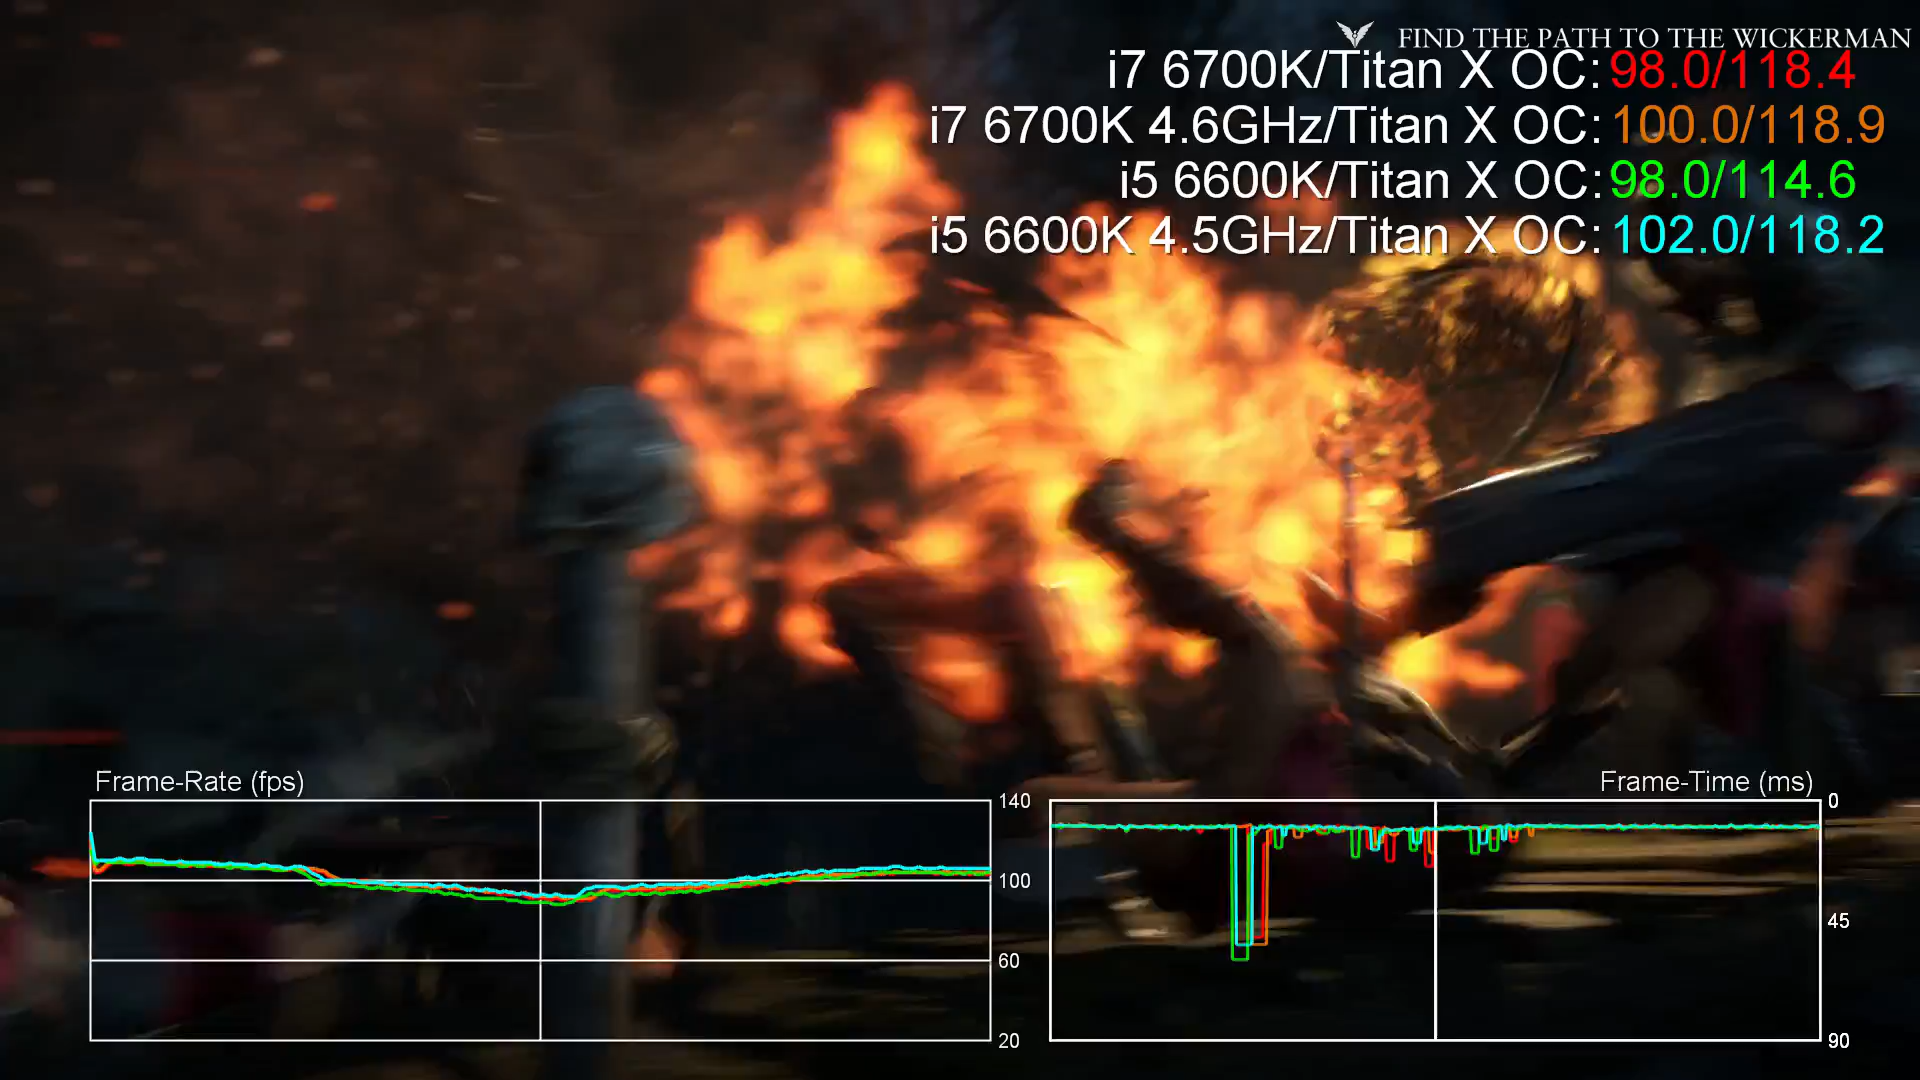 FIND THE PATH TO THE WICKERMAN
i7 6700K/Titan X OC: 98.0/118.4
i7 6700K 4.6GHz/Titan X OC: 100.0/118.9
i5 6600K/Titan X OC: 98.0/114.6
i5 6600K 4.5GHz/Titan X OC: 102.0/118.2
Frame-Rate (fps)
140
100
60
20
Frame-Time (ms)
0
45
90